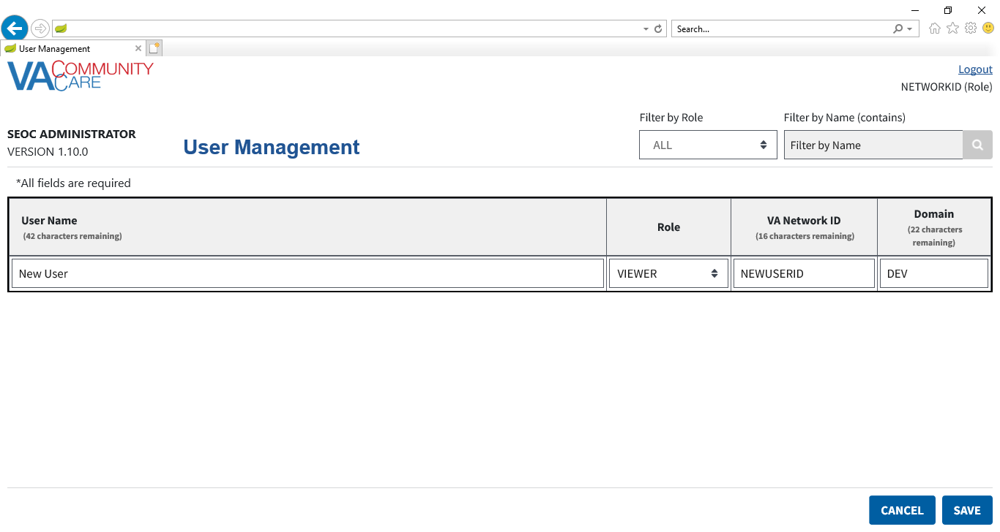 Search...
User Management
VA COMMUNITY CARE
Logout
NETWORKID (Role)
Filter by Role
Filter by Name (contains)
SEOC ADMINISTRATOR
VERSION 1.10.0
User Management
ALL
Filter by Name
*All fields are required
User Name
(42 characters remaining)
Role
VA Network ID
(16 characters remaining)
Domain
(22 characters
remaining)
New User
VIEWER
NEWUSERID
DEV
CANCEL
SAVE